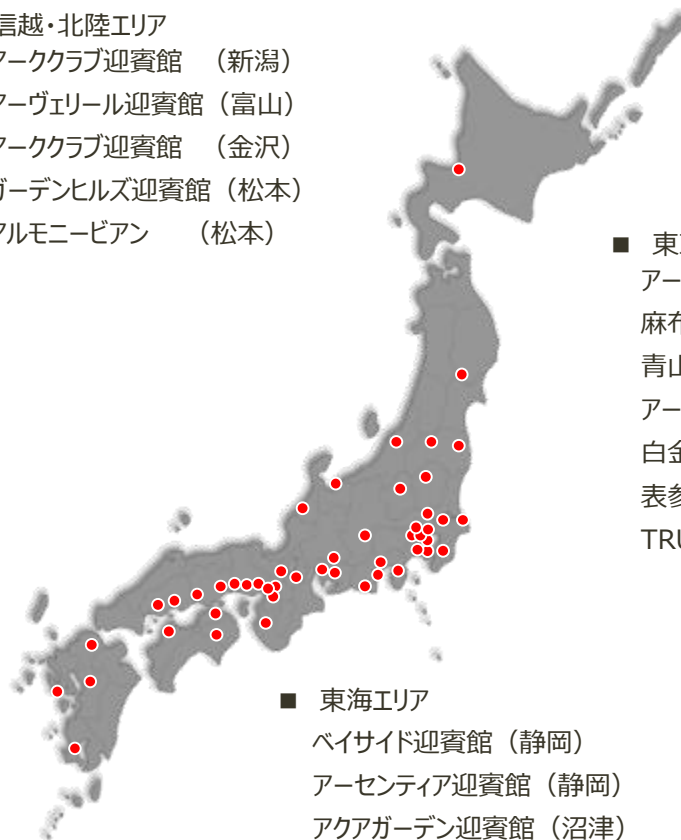 信越・北陸エリア
アーククラブ迎賓館 （新潟）
アーヴェリール迎賓館（富山）
アーククラブ迎賓館 （金沢）
ガーデンヒルズ迎賓館（松本）
アルモニービアン （松本）
■ 東
アー
麻布
青山
アー
白金
表参
TRU
■ 東海エリア
ベイサイド迎賓館（静岡）
アーセンティア迎賓館（静岡）
アクアガーデン迎賓館（沼津）